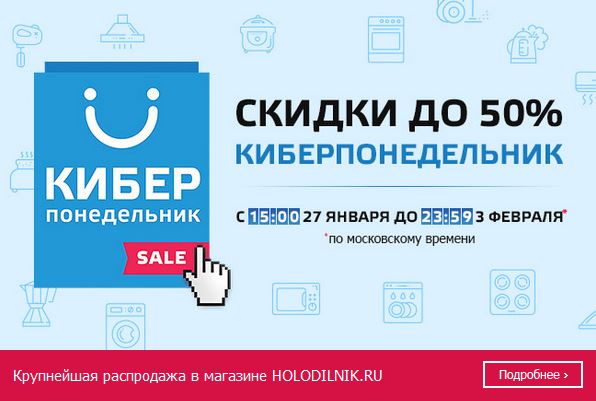 КИБЕР
понедельник
SALE
СКИДКИ ДО 50%
КИБЕРПОНЕДЕЛЬНИК
С 15:00 27 ЯНВАРЯ ДО 23:59 3 ФЕВРАЛЯ*
*по московскому времени
Крупнейшая распродажа в магазине HOLODILNIK.RU
Подробнее ›